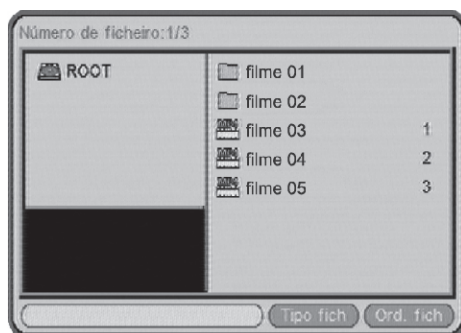 Número de ficheiro:1/3
ROOT
filme 01
filme 02
filme 03 1
filme 04 2
filme 05 3
Tipo fich Ord. fich